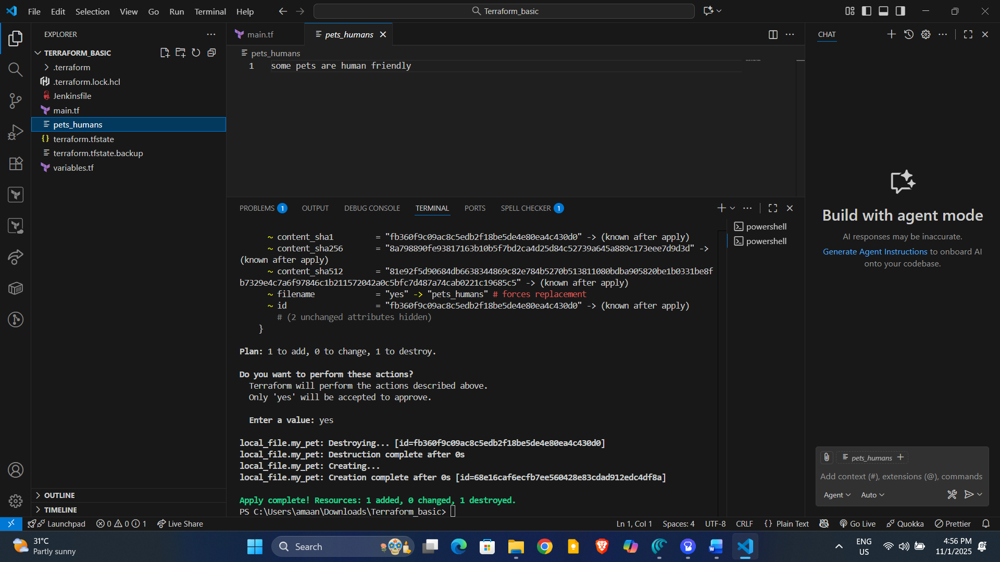 File Edit Selection View Go Run Terminal Help
Terraform_basic
EXPLORER
TERRAFORM_BASIC
.terraform
.terraform.lock.hcl
Jenkinsfile
main.tf
pets_humans
terraform.tfstate
terraform.tfstate.backup
variables.tf
OUTLINE
TIMELINE
main.tf
pets_humans
pets_humans
1 some pets are human friendly
PROBLEMS 1 OUTPUT DEBUG CONSOLE TERMINAL PORTS SPELL CHECKER 1
~ content_sha1 = "fb360f9c09ac8c5edb2f18be5de4e80ea4c430d0" -> (known after apply)
~ content_sha256 = "8a798890fe93817163b10b5f7bd2ca4d25d84c52739a645a889c173eee7d9d3d" ->
(known after apply)
~ content_sha512 = "81e92f5d90684db6638344869c82e784b5270b513811080bdba905820be1b0331be8f
b7329e4c7a6f97846c1b211572042a0c5bfc7d487a74cab0221c19685c5" -> (known after apply)
~ filename = "yes" -> "pets_humans" # forces replacement
~ id = "fb360f9c09ac8c5edb2f18be5de4e80ea4c430d0" -> (known after apply)
# (2 unchanged attributes hidden)
}
Plan: 1 to add, 0 to change, 1 to destroy.
Do you want to perform these actions?
Terraform will perform the actions described above.
Only 'yes' will be accepted to approve.
Enter a value: yes
local_file.my_pet: Destroying... [id=fb360f9c09ac8c5edb2f18be5de4e80ea4c430d0]
local_file.my_pet: Destruction complete after 0s
local_file.my_pet: Creating...
local_file.my_pet: Creation complete after 0s [id=68e16caf6ecfb7ee560428e83cdad912edc4df8a]
Apply complete! Resources: 1 added, 0 changed, 1 destroyed.
PS C:\Users\amaan\Downloads\Terraform_basic>
powershell
powershell
CHAT
Build with agent mode
AI responses may be inaccurate.
Generate Agent Instructions to onboard AI
onto your codebase.
pets_humans
Add context (#), extensions (@), commands
Agent Auto
Launchpad 0 0 1 Live Share
Ln 1, Col 1 Spaces: 4 UTF-8 CRLF {} Plain Text Go Live Quokka Prettier
31°C
Partly sunny
Search
ENG
US
4:56 PM
11/1/2025